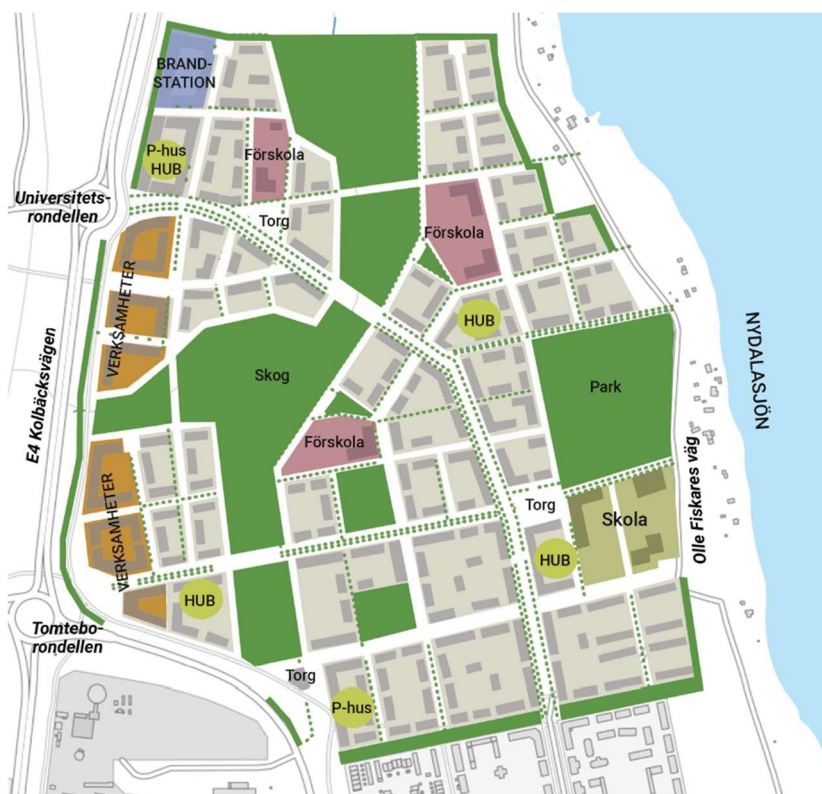 BRAND-
STATION
P-hus
HUB
Förskola
Universitets-
rondellen
Torg
Förskola
VERKSAMHETER
HUB
NYDALASJÖN
E4 Kolbäcksvägen
Skog
Park
Förskola
VERKSAMHETER
Torg
Skola
Olle Fiskares väg
HUB
HUB
Tomtebo-
rondellen
Torg
P-hus